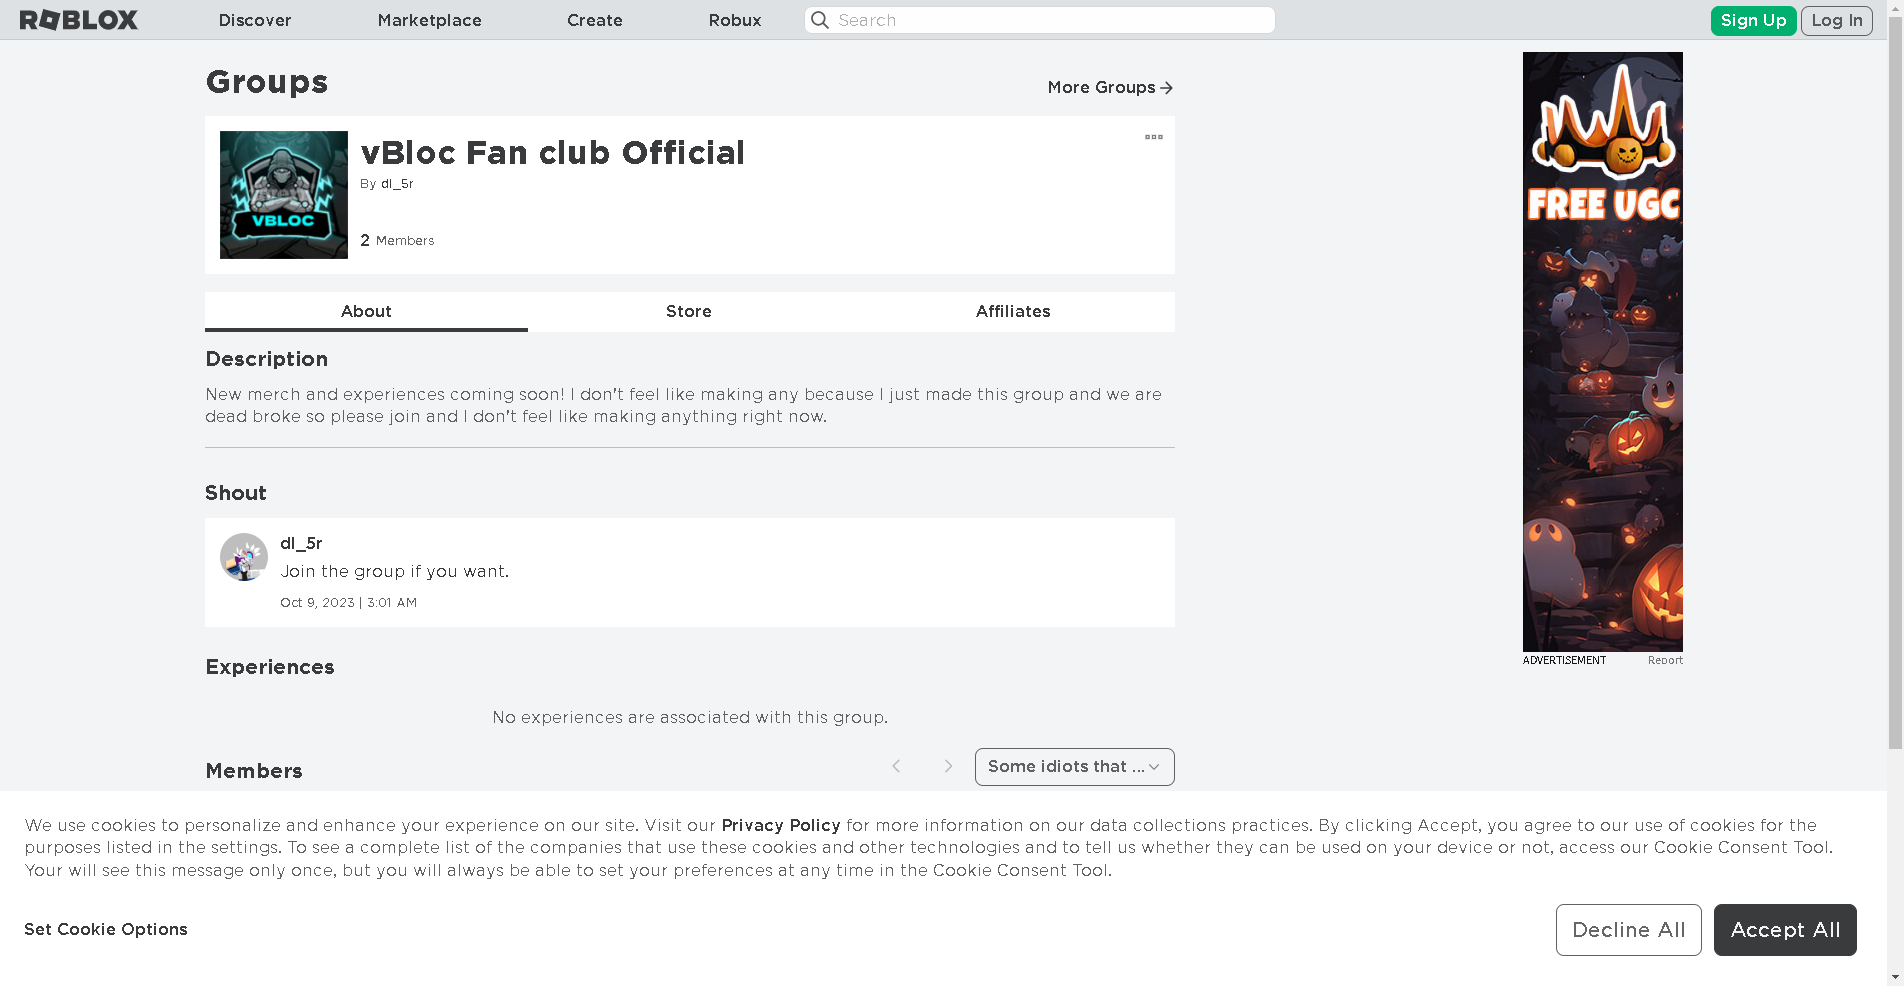 ROBLOX
Discover
Marketplace
Create
Robux
Search
Sign Up
Log In
Groups
More Groups
VBLOC
vBloc Fan club Official
By dl_5r
2 Members
About
Store
Affiliates
Description
New merch and experiences coming soon! I don't feel like making any because I just made this group and we are
dead broke so please join and I don't feel like making anything right now.
Shout
dl_5r
Join the group if you want.
Oct 9, 2023 | 3:01 AM
Experiences
No experiences are associated with this group.
Members
Some idiots that ...
FREE UGC
ADVERTISEMENT
Report
We use cookies to personalize and enhance your experience on our site. Visit our Privacy Policy for more information on our data collections practices. By clicking Accept, you agree to our use of cookies for the
purposes listed in the settings. To see a complete list of the companies that use these cookies and other technologies and to tell us whether they can be used on your device or not, access our Cookie Consent Tool.
Your will see this message only once, but you will always be able to set your preferences at any time in the Cookie Consent Tool.
Set Cookie Options
Decline All
Accept All